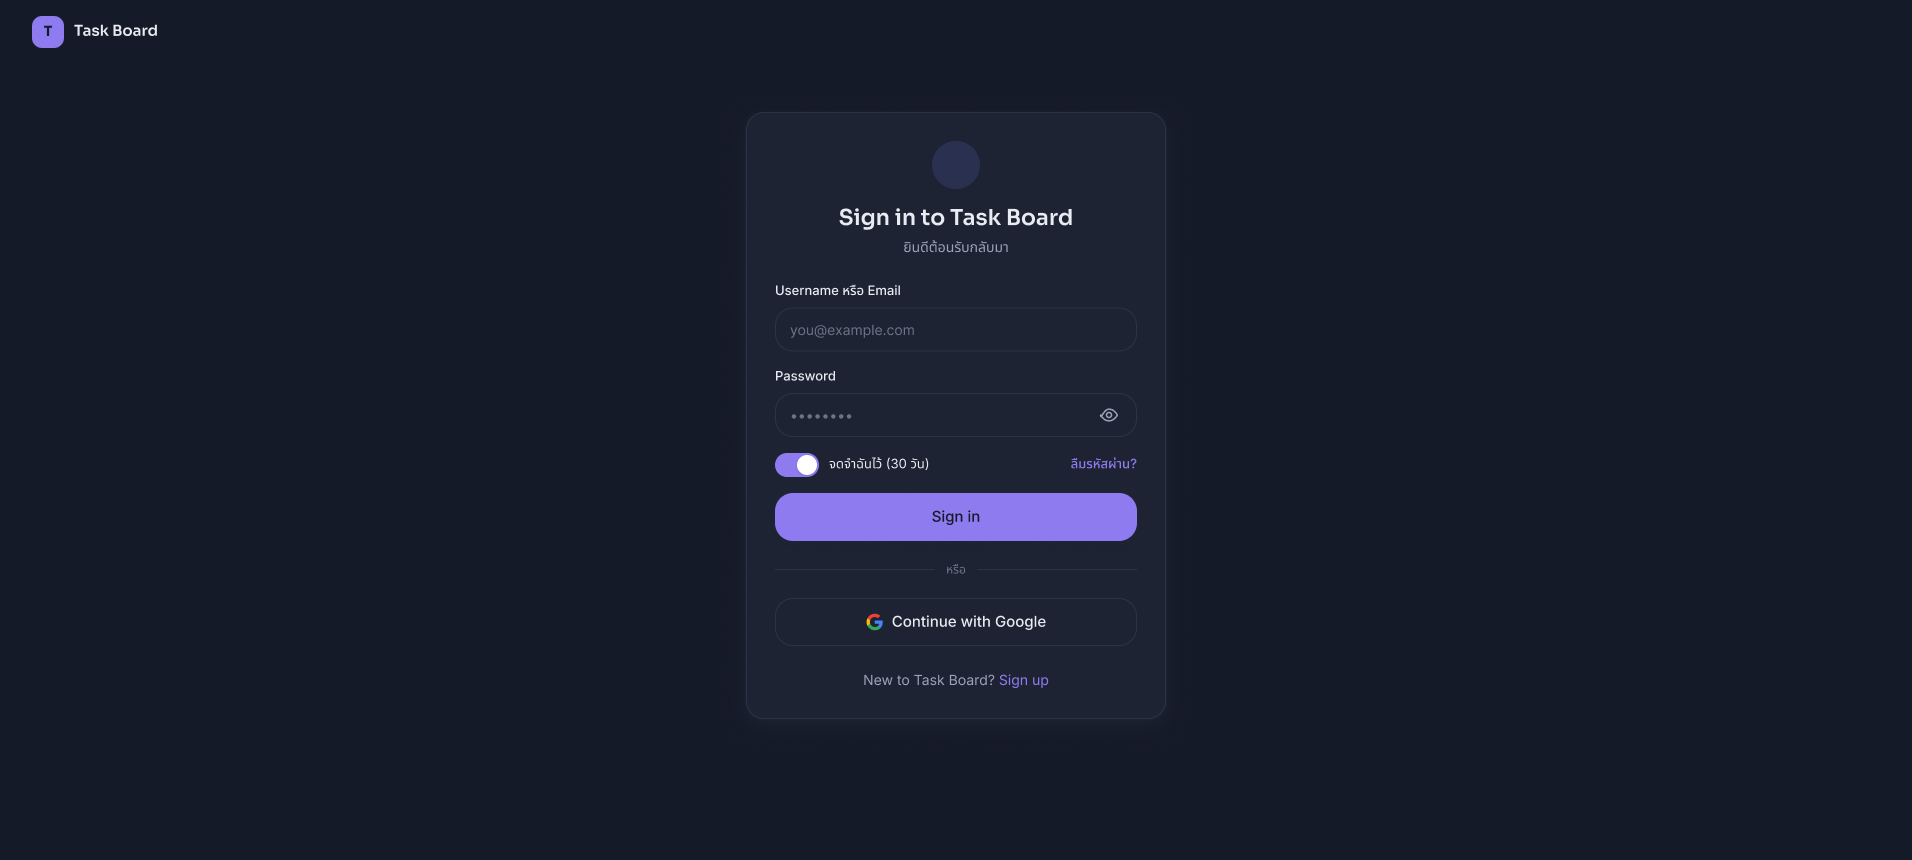 T Task Board
Sign in to Task Board
ยินดีต้อนรับกลับมา
Username หรือ Email
you@example.com
Password
••••••••
จดจำฉันไว้ (30 วัน) ลืมรหัสผ่าน?
Sign in
หรือ
Continue with Google
New to Task Board? Sign up